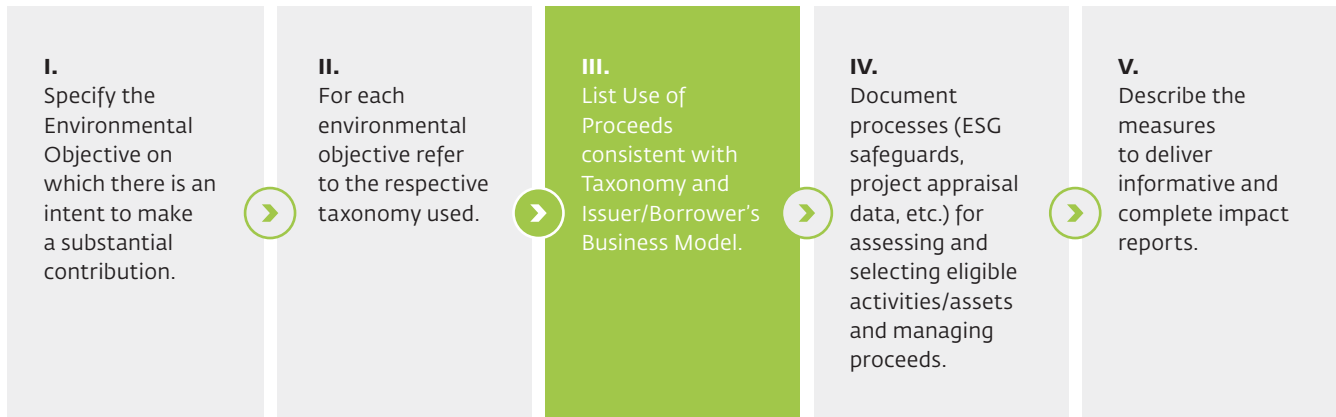 I.
Specify the
Environmental
Objective on
which there is an
intent to make
a substantial
contribution.
II.
For each
environmental
objective refer
to the respective
taxonomy used.
III.
List Use of
Proceeds
consistent with
Taxonomy and
Issuer/Borrower's
Business Model.
IV.
Document
processes (ESG
safeguards,
project appraisal
data, etc.) for
assessing and
selecting eligible
activities/assets
and managing
proceeds.
V.
Describe the
measures
to deliver
informative and
complete impact
reports.